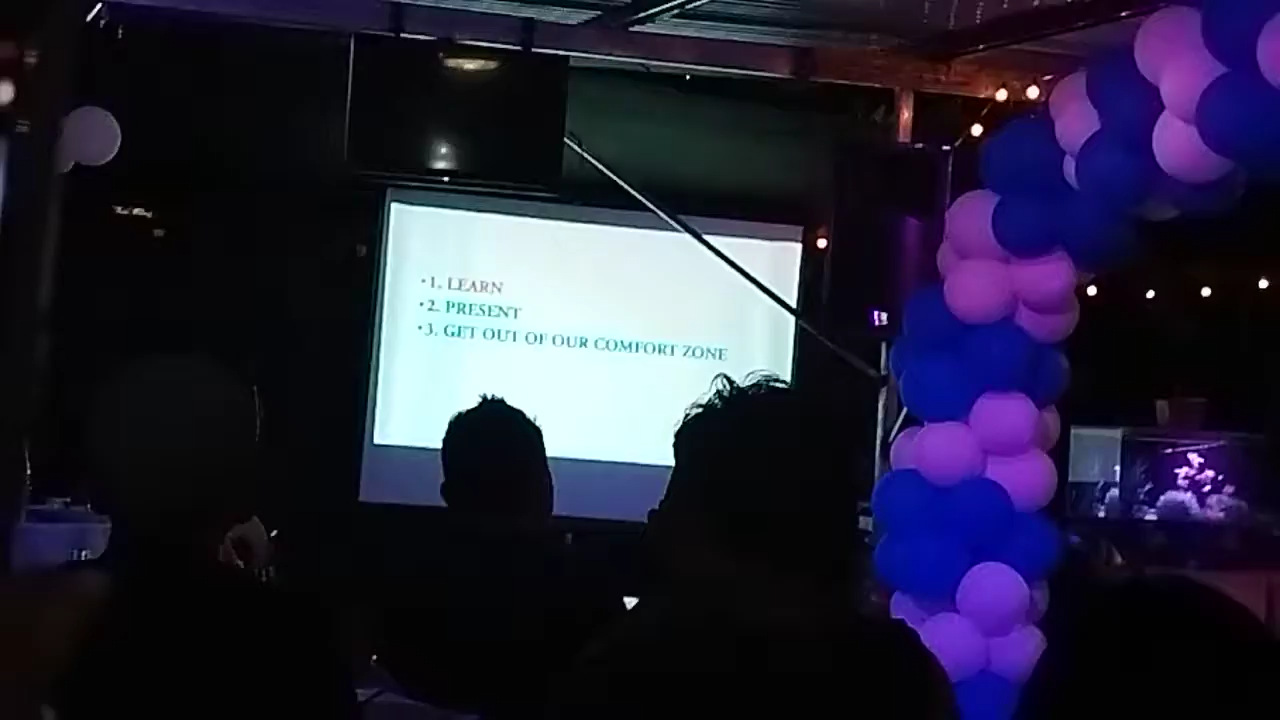 •1. LEARN
•2. PRESENT
•3. GET OUT OF OUR COMFORT ZONE